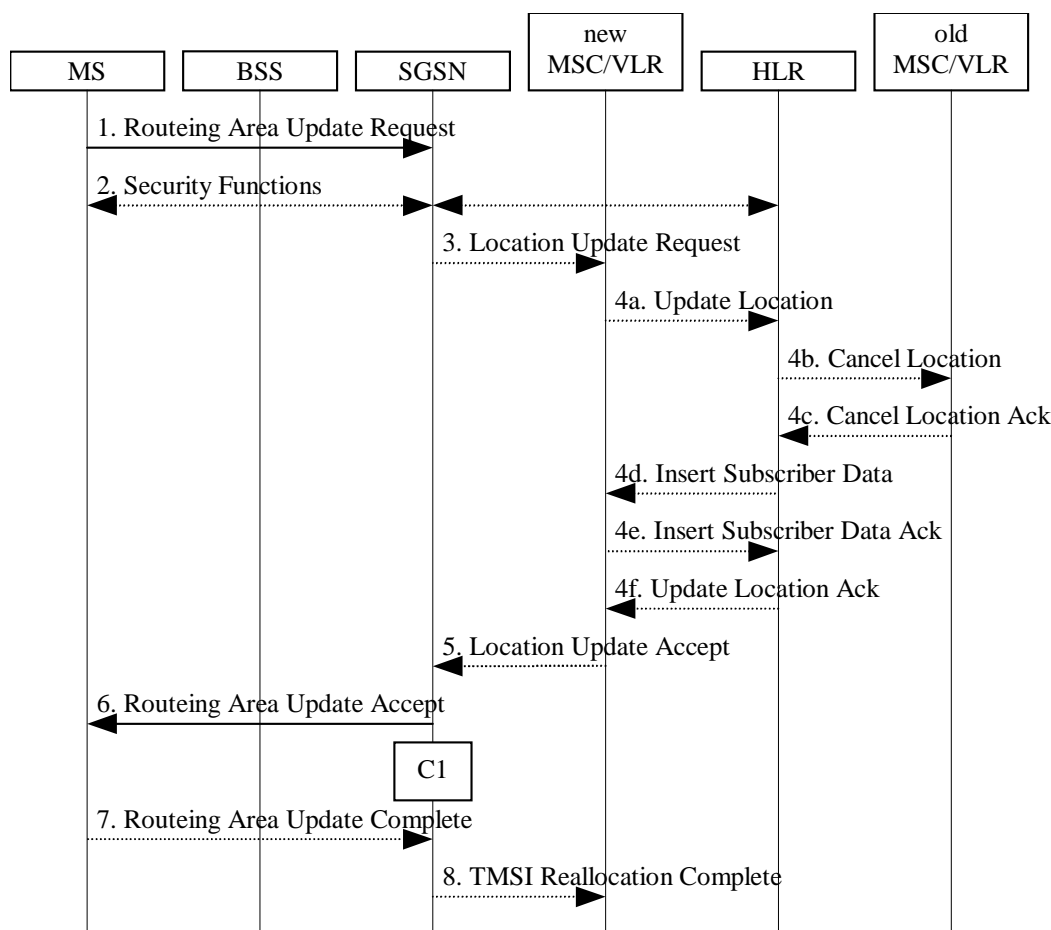 new
MSC/VLR
old
MSC/VLR
MS
BSS
SGSN
HLR
1. Routeing Area Update Request
2. Security Functions
3. Location Update Request
4a. Update Location
4b. Cancel Location
4c. Cancel Location Ack
4d. Insert Subscriber Data
4e. Insert Subscriber Data Ack
4f. Update Location Ack
5. Location Update Accept
6. Routeing Area Update Accept
C1
7. Routeing Area Update Complete
8. TMSI Reallocation Complete